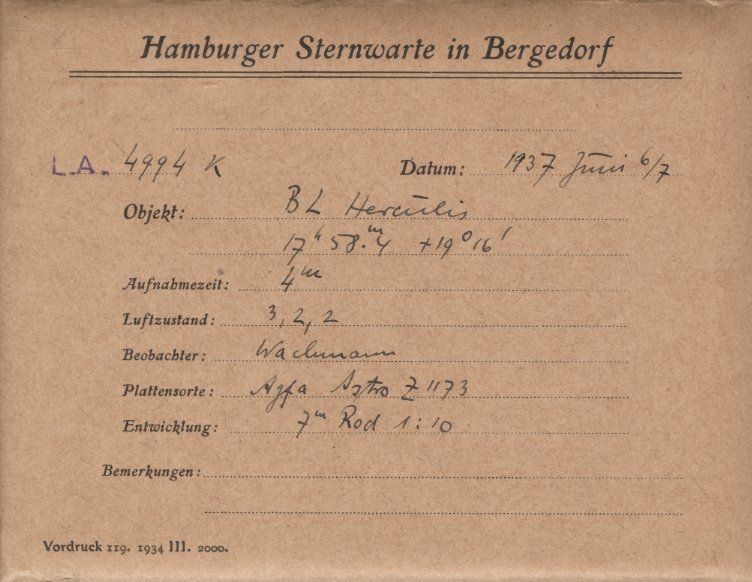 Hamburger Sternwarte in Bergedorf
L.A. 4994 K Datum: 1937 Juni 6/7
Objekt: BL Herculis
17ʰ 58.ᵐ4 +19° 16'
Aufnahmezeit: 4ᵐ
Luftzustand: 3, 2, 2
Beobachter: Wachmann
Plattensorte: Agfa Astro Z 1173
Entwicklung: 7ᵐ Rod 1:10
Bemerkungen:
Vordruck 119. 1934 III. 2000.